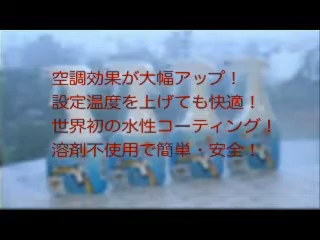 空調効果が大幅アップ！
設定温度を上げても快適！
世界初の水性コーティング！
溶剤不使用で簡単・安全！